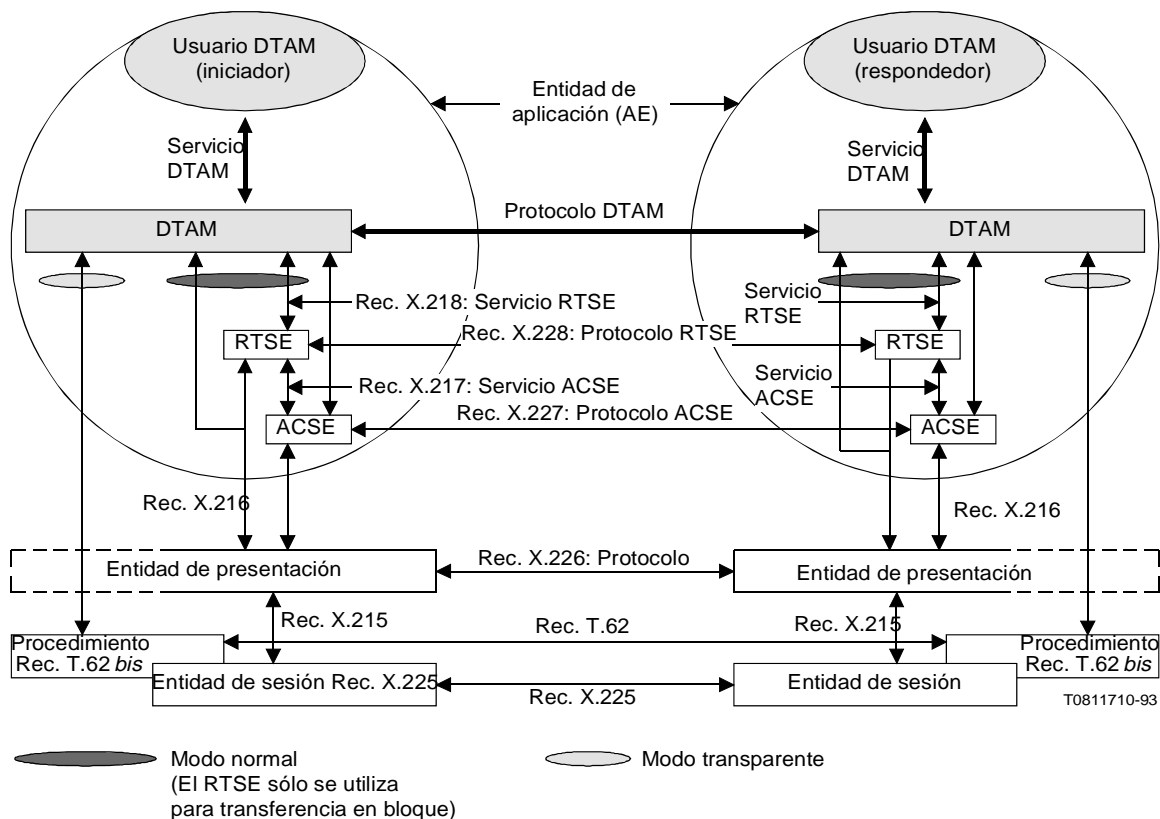 Usuario DTAM
(iniciador)
Usuario DTAM
(respondedor)
Entidad de
aplicación (AE)
Servicio
DTAM
Servicio
DTAM
Protocolo DTAM
DTAM
DTAM
Rec. X.218: Servicio RTSE
Servicio
RTSE
Rec. X.228: Protocolo RTSE
RTSE
RTSE
Rec. X.217: Servicio ACSE
Servicio
ACSE
Rec. X.227: Protocolo ACSE
ACSE
ACSE
Rec. X.216
Rec. X.216
Rec. X.226: Protocolo
Entidad de presentación
Entidad de presentación
Rec. X.215
Rec. T.62
Rec. X.215
Procedimiento
Rec. T.62 bis
Procedimiento
Rec. T.62 bis
Entidad de sesión Rec. X.225
Rec. X.225
Entidad de sesión
T0811710-93
Modo normal
(El RTSE sólo se utiliza
para transferencia en bloque)
Modo transparente